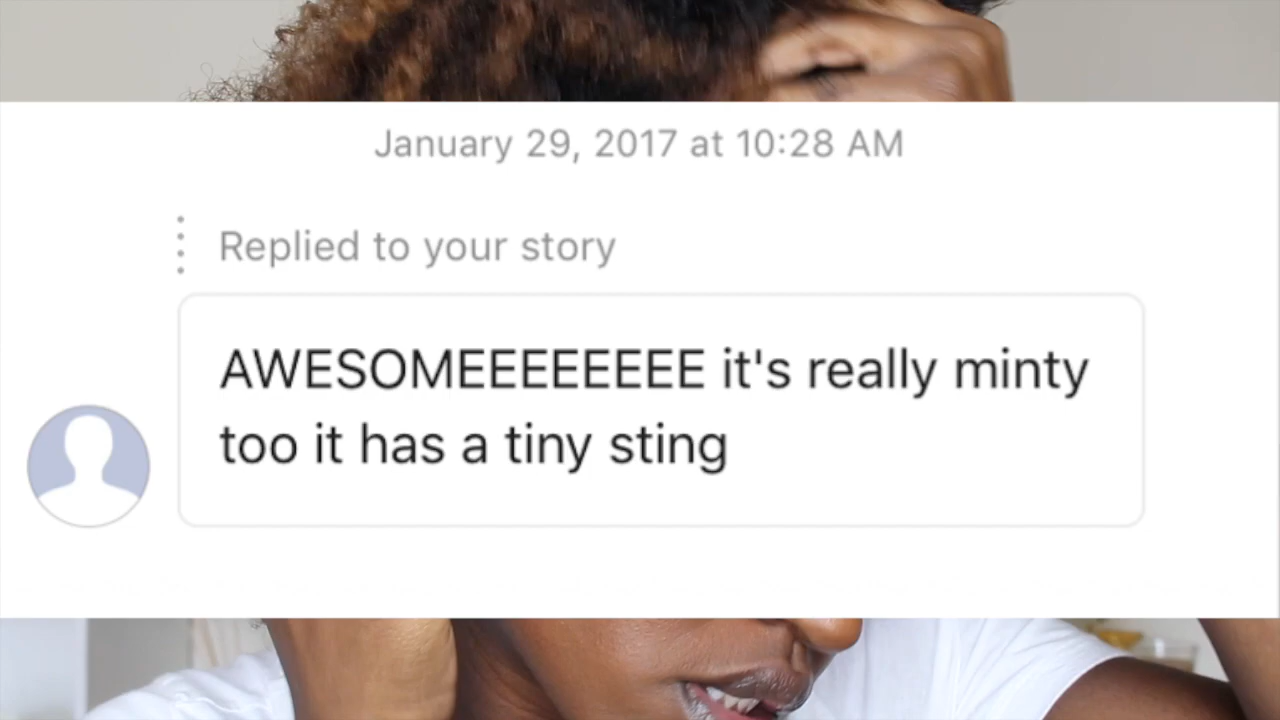 January 29, 2017 at 10:28 AM
Replied to your story
AWESOMEEEEEEEE it's really minty
too it has a tiny sting